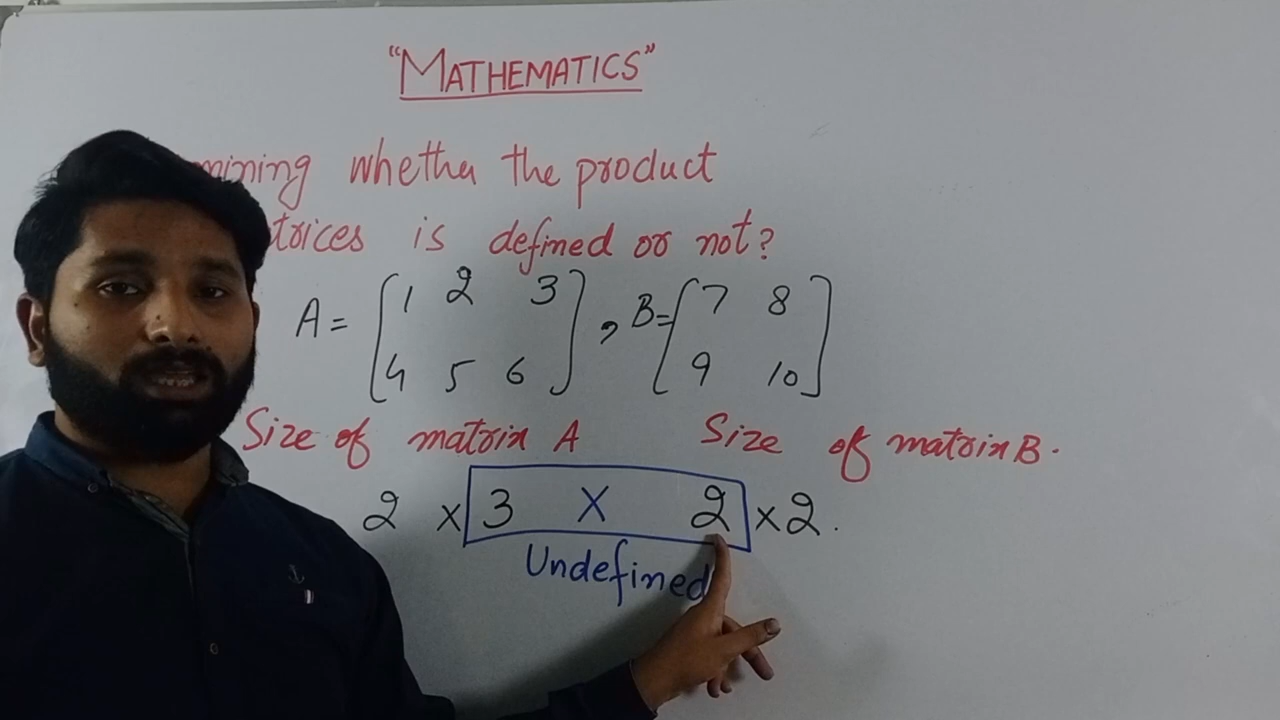 "MATHEMATICS"
whether the product
is defined or not?
A = [1 2 3 , B = [7 8
4 5 6] 9 10]
Size of matrix A Size of matrix B.
2 × 3 X 2 × 2.
Undefined